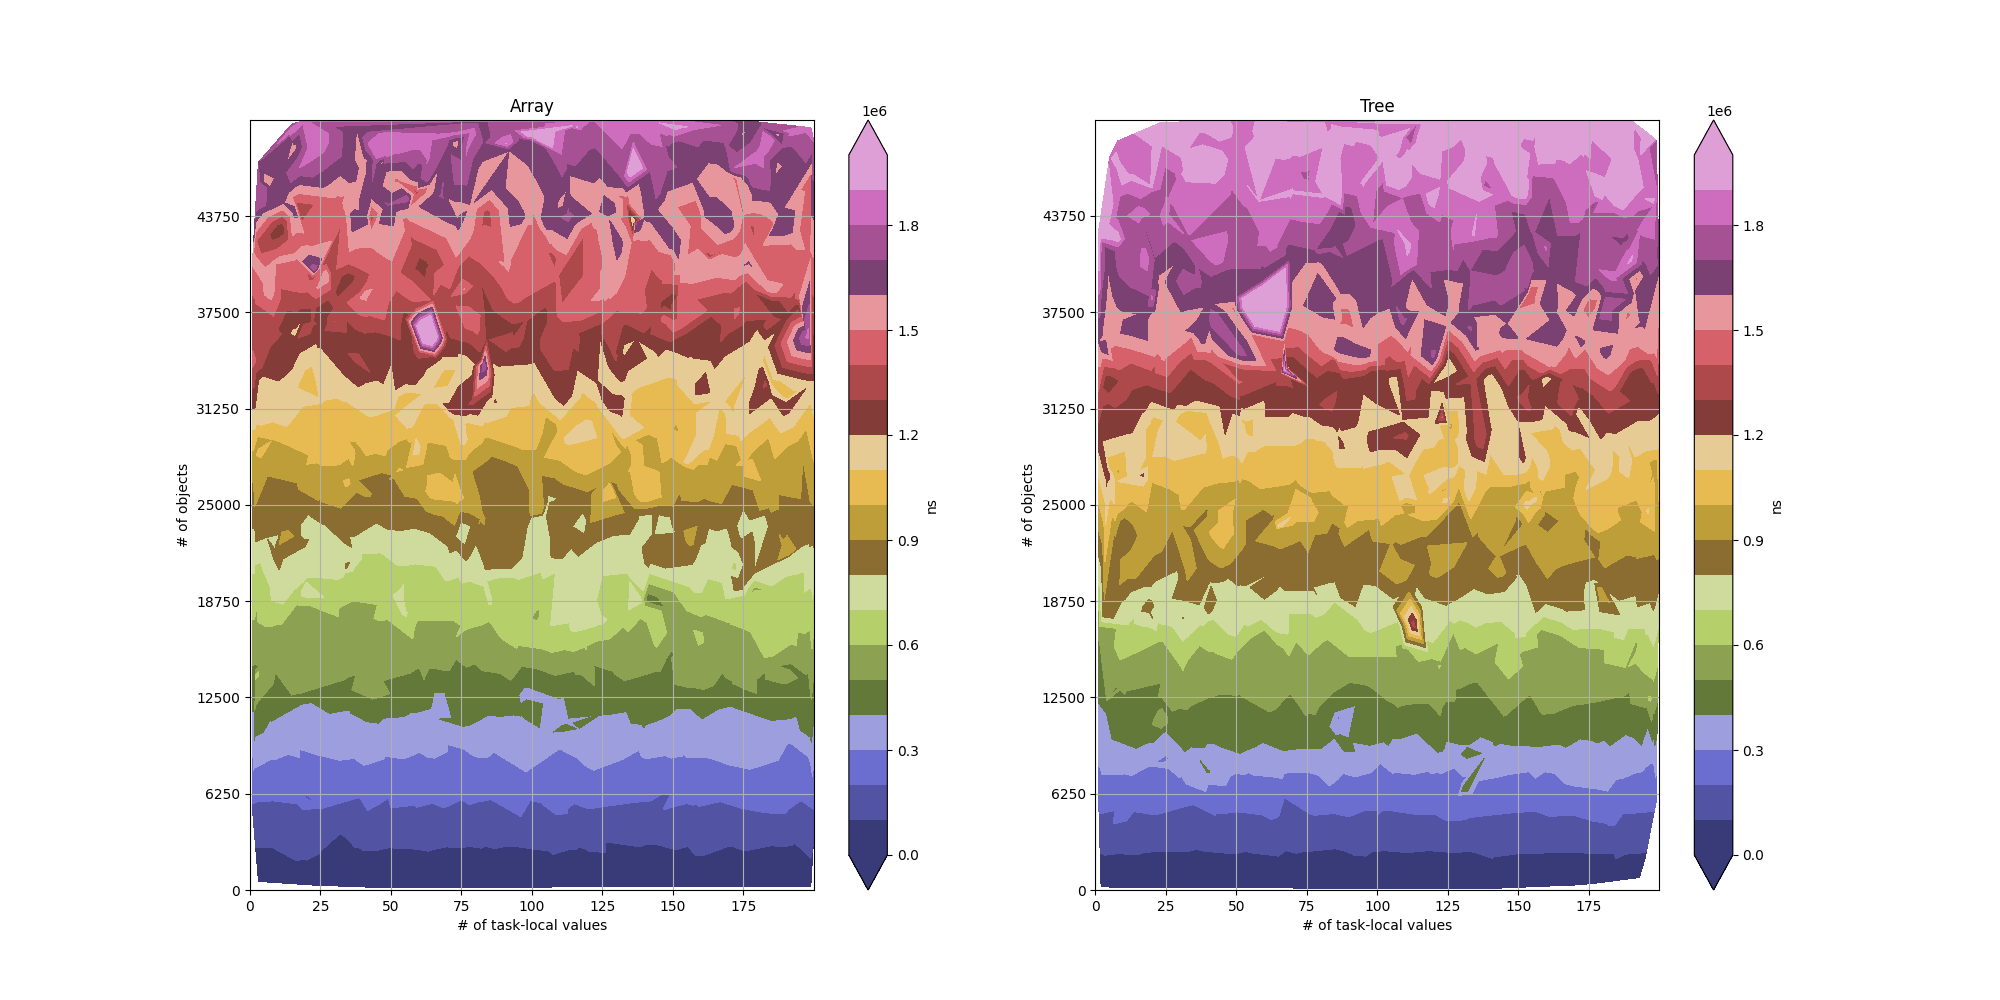 Array
1e6
43750
37500
31250
25000
18750
12500
6250
0
# of objects
0 25 50 75 100 125 150 175
# of task-local values
1.8
1.5
1.2
0.9
0.6
0.3
0.0
ns
Tree
1e6
43750
37500
31250
25000
18750
12500
6250
0
# of objects
0 25 50 75 100 125 150 175
# of task-local values
1.8
1.5
1.2
0.9
0.6
0.3
0.0
ns